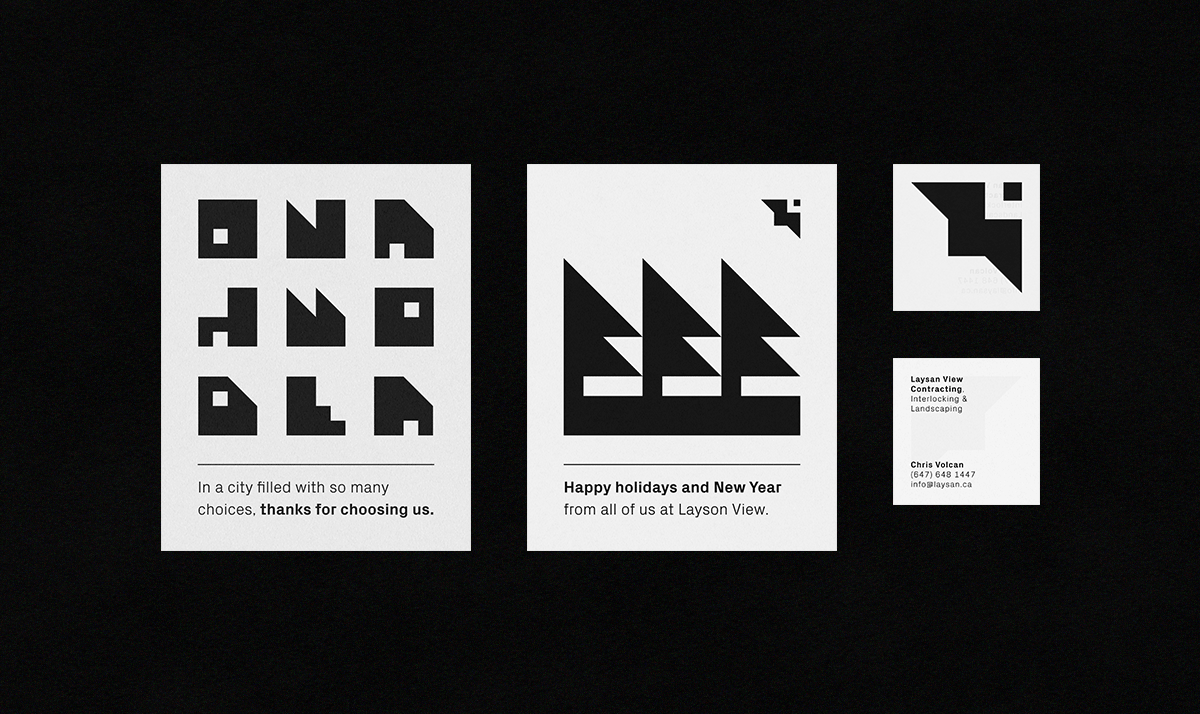 In a city filled with so many
choices, thanks for choosing us.
Happy holidays and New Year
from all of us at Layson View.
Laysan View
Contracting.
Interlocking &
Landscaping
Chris Volcan
(647) 648 1447
info@laysan.ca